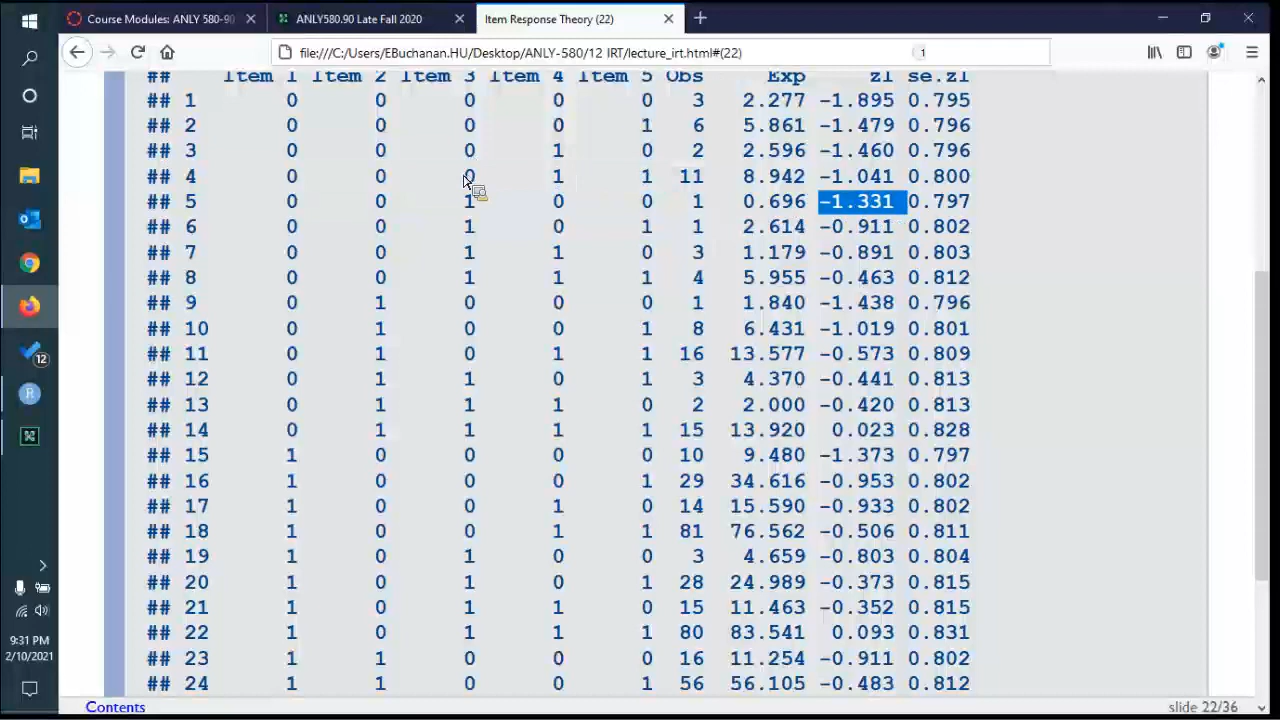 Course Modules: ANLY 580-90
ANLY580.90 Late Fall 2020
Item Response Theory (22)
file:///C:/Users/EBuchanan.HU/Desktop/ANLY-580/12 IRT/lecture_irt.html#(22)
1
## Item 1 Item 2 Item 3 Item 4 Item 5 Obs Exp z1 se.z1
## 1 0 0 0 0 0 3 2.277 -1.895 0.795
## 2 0 0 0 0 1 6 5.861 -1.479 0.796
## 3 0 0 0 1 0 2 2.596 -1.460 0.796
## 4 0 0 0 1 1 11 8.942 -1.041 0.800
## 5 0 0 1 0 0 1 0.696 -1.331 0.797
## 6 0 0 1 0 1 1 2.614 -0.911 0.802
## 7 0 0 1 1 0 3 1.179 -0.891 0.803
## 8 0 0 1 1 1 4 5.955 -0.463 0.812
## 9 0 1 0 0 0 1 1.840 -1.438 0.796
## 10 0 1 0 0 1 8 6.431 -1.019 0.801
## 11 0 1 0 1 1 16 13.577 -0.573 0.809
## 12 0 1 1 0 1 3 4.370 -0.441 0.813
## 13 0 1 1 1 0 2 2.000 -0.420 0.813
## 14 0 1 1 1 1 15 13.920 0.023 0.828
## 15 1 0 0 0 0 10 9.480 -1.373 0.797
## 16 1 0 0 0 1 29 34.616 -0.953 0.802
## 17 1 0 0 1 0 14 15.590 -0.933 0.802
## 18 1 0 0 1 1 81 76.562 -0.506 0.811
## 19 1 0 1 0 0 3 4.659 -0.803 0.804
## 20 1 0 1 0 1 28 24.989 -0.373 0.815
## 21 1 0 1 1 0 15 11.463 -0.352 0.815
## 22 1 0 1 1 1 80 83.541 0.093 0.831
## 23 1 1 0 0 0 16 11.254 -0.911 0.802
## 24 1 1 0 0 1 56 56.105 -0.483 0.812
Contents
slide 22/36
12
9:31 PM
2/10/2021